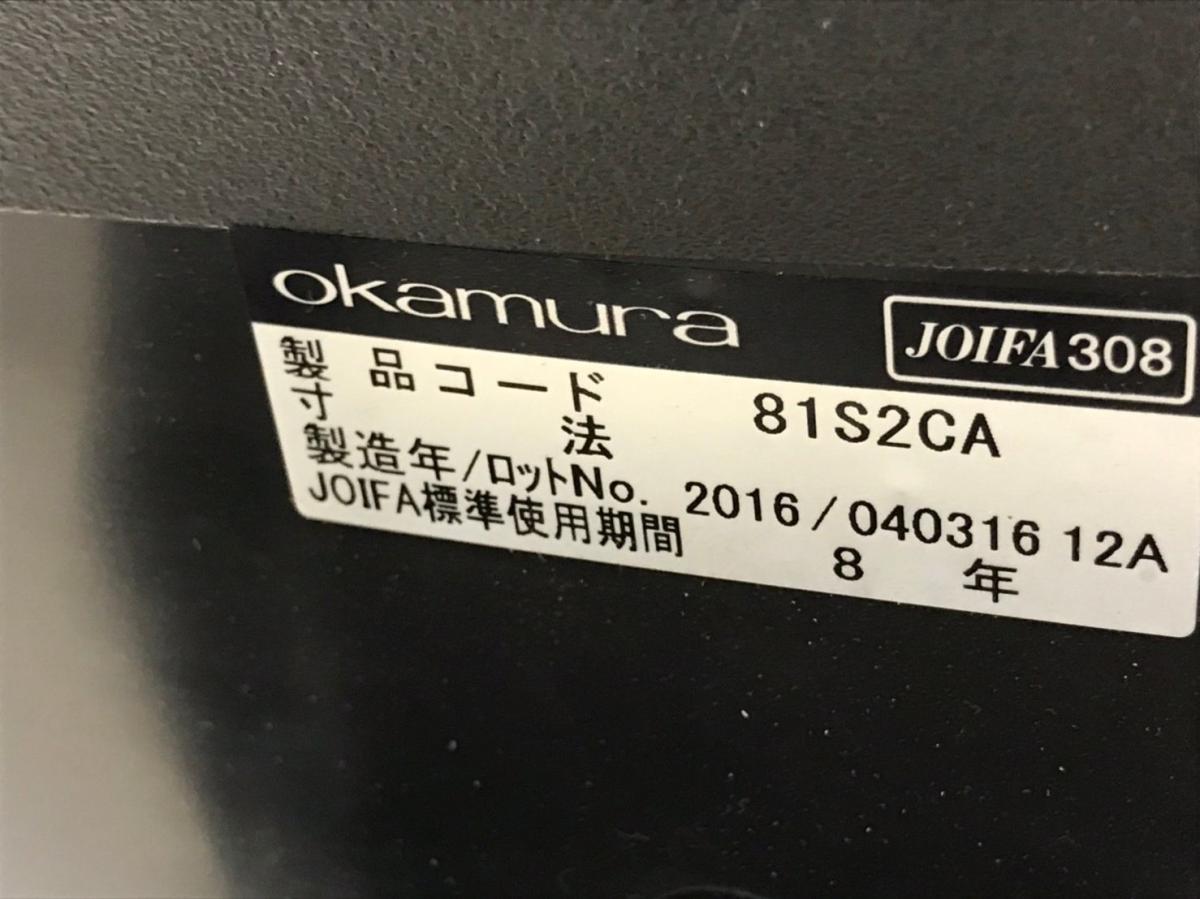 okamura
JOIFA308
製品コード 81S2CA
寸法
製造年/ロットNo. 2016/040316 12A
JOIFA標準使用期間 8 年